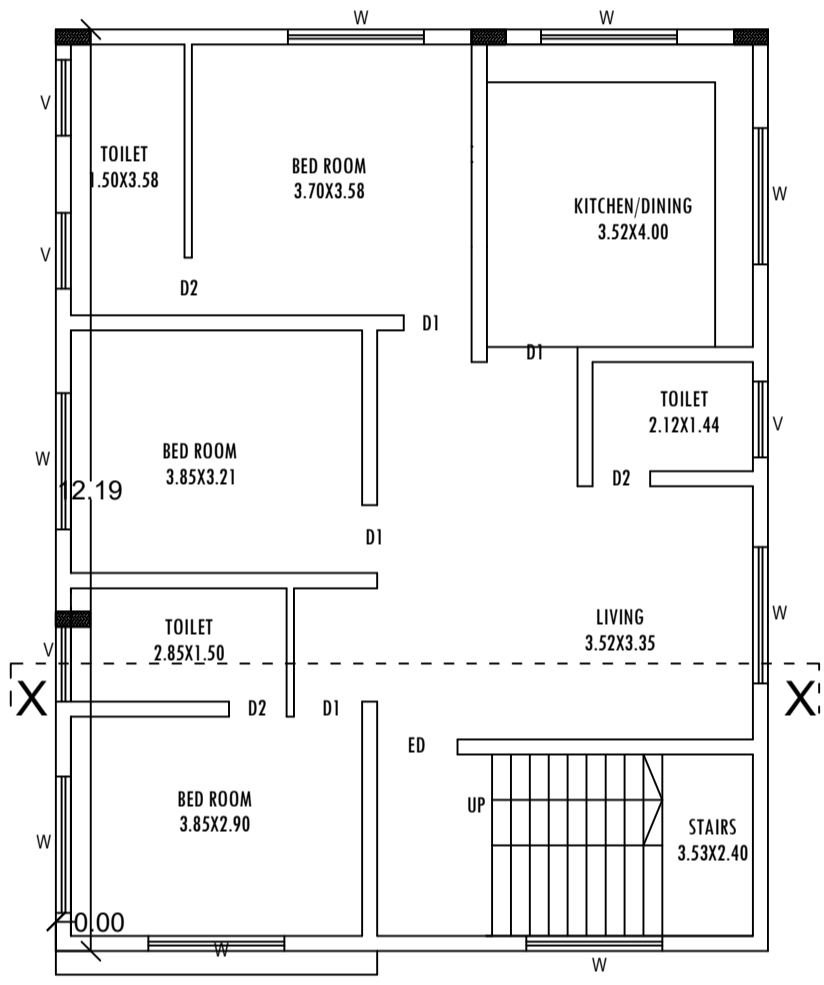 W
W
V
TOILET
1.50X3.58
BED ROOM
3.70X3.58
W
KITCHEN/DINING
3.52X4.00
V
D2
D1
D1
TOILET
2.12X1.44
V
W
BED ROOM
3.85X3.21
D2
12.19
D1
LIVING
3.52X3.35
W
TOILET
2.85X1.50
V
X
X
D2
D1
ED
BED ROOM
3.85X2.90
UP
STAIRS
3.53X2.40
W
0.00
W
W